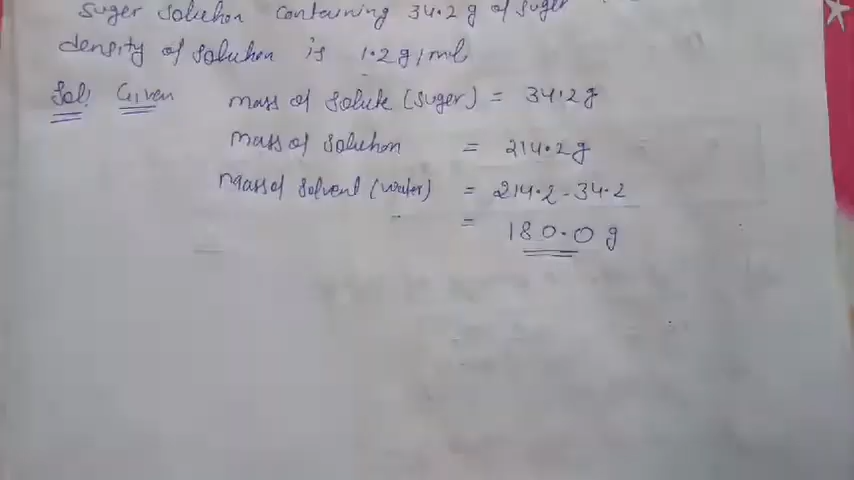 suger solution containing 34.2 g of suger
density of solution is 1.2 g/mL
Sol: Given mass of solute (suger) = 34.2 g
mass of solution = 214.2 g
mass of solvent (water) = 214.2 - 34.2
= 180.0 g